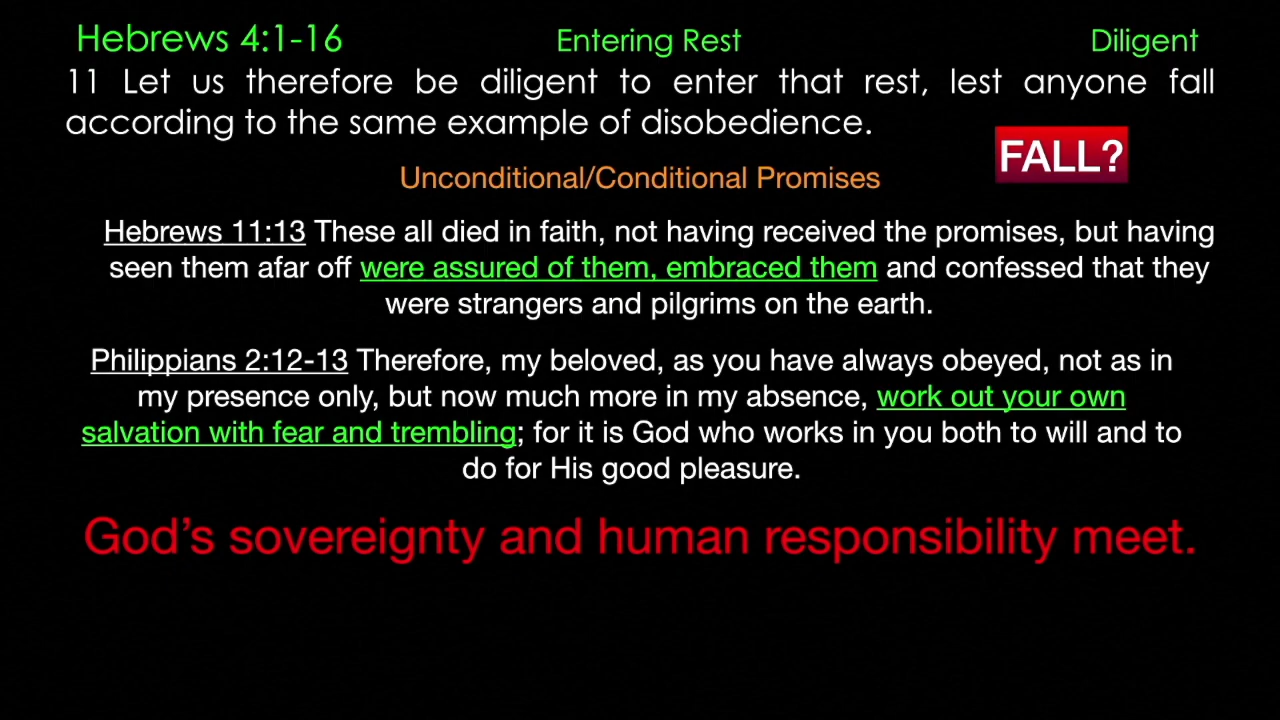 Hebrews 4:1-16 Entering Rest Diligent
11 Let us therefore be diligent to enter that rest, lest anyone fall
according to the same example of disobedience.
FALL?
Unconditional/Conditional Promises
Hebrews 11:13 These all died in faith, not having received the promises, but having
seen them afar off were assured of them, embraced them and confessed that they
were strangers and pilgrims on the earth.
Philippians 2:12-13 Therefore, my beloved, as you have always obeyed, not as in
my presence only, but now much more in my absence, work out your own
salvation with fear and trembling; for it is God who works in you both to will and to
do for His good pleasure.
God’s sovereignty and human responsibility meet.